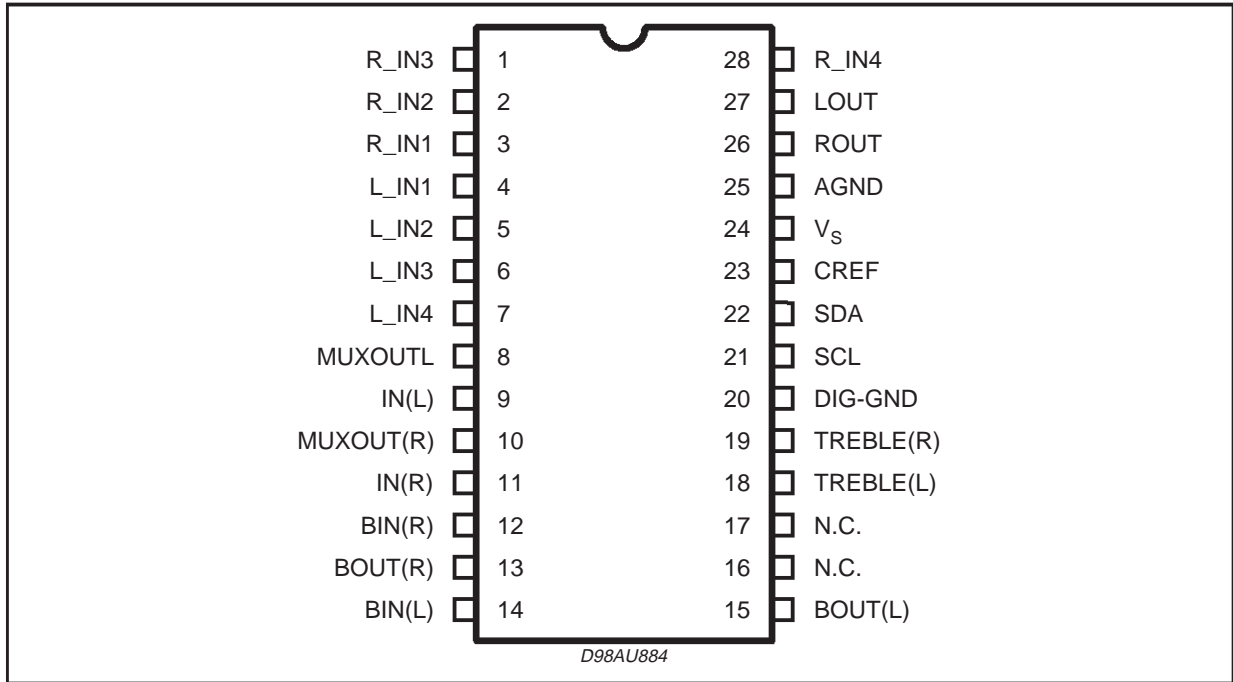 R_IN3 1 28 R_IN4
R_IN2 2 27 LOUT
R_IN1 3 26 ROUT
L_IN1 4 25 AGND
L_IN2 5 24 VS
L_IN3 6 23 CREF
L_IN4 7 22 SDA
MUXOUTL 8 21 SCL
IN(L) 9 20 DIG-GND
MUXOUT(R) 10 19 TREBLE(R)
IN(R) 11 18 TREBLE(L)
BIN(R) 12 17 N.C.
BOUT(R) 13 16 N.C.
BIN(L) 14 15 BOUT(L)
D98AU884